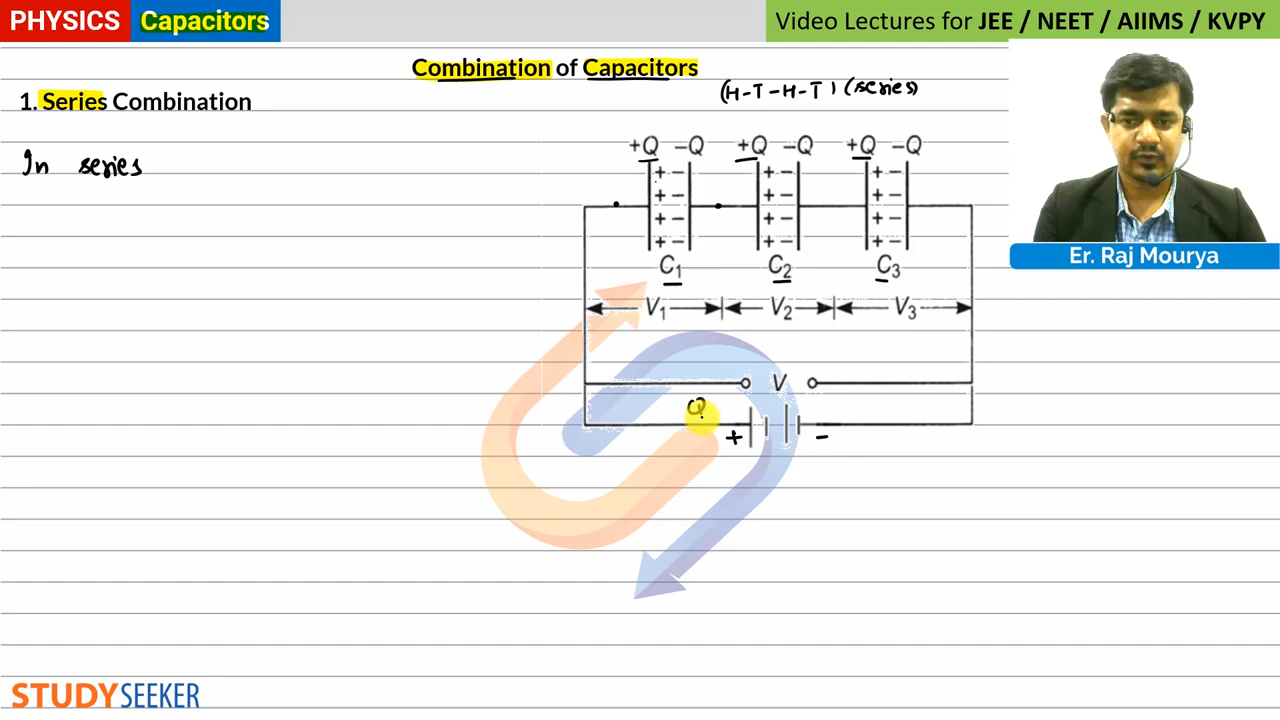 PHYSICS Capacitors
Video Lectures for JEE / NEET / AIIMS / KVPY
Combination of Capacitors
1. Series Combination
(H-T-H-T) (series)
In series
+Q −Q +Q −Q +Q −Q
+ − + − + −
+ − + − + −
+ − + − + −
+ − + − + −
C₁ C₂ C₃
Er. Raj Mourya
V₁ V₂ V₃
V
Q
+ −
STUDYSEEKER